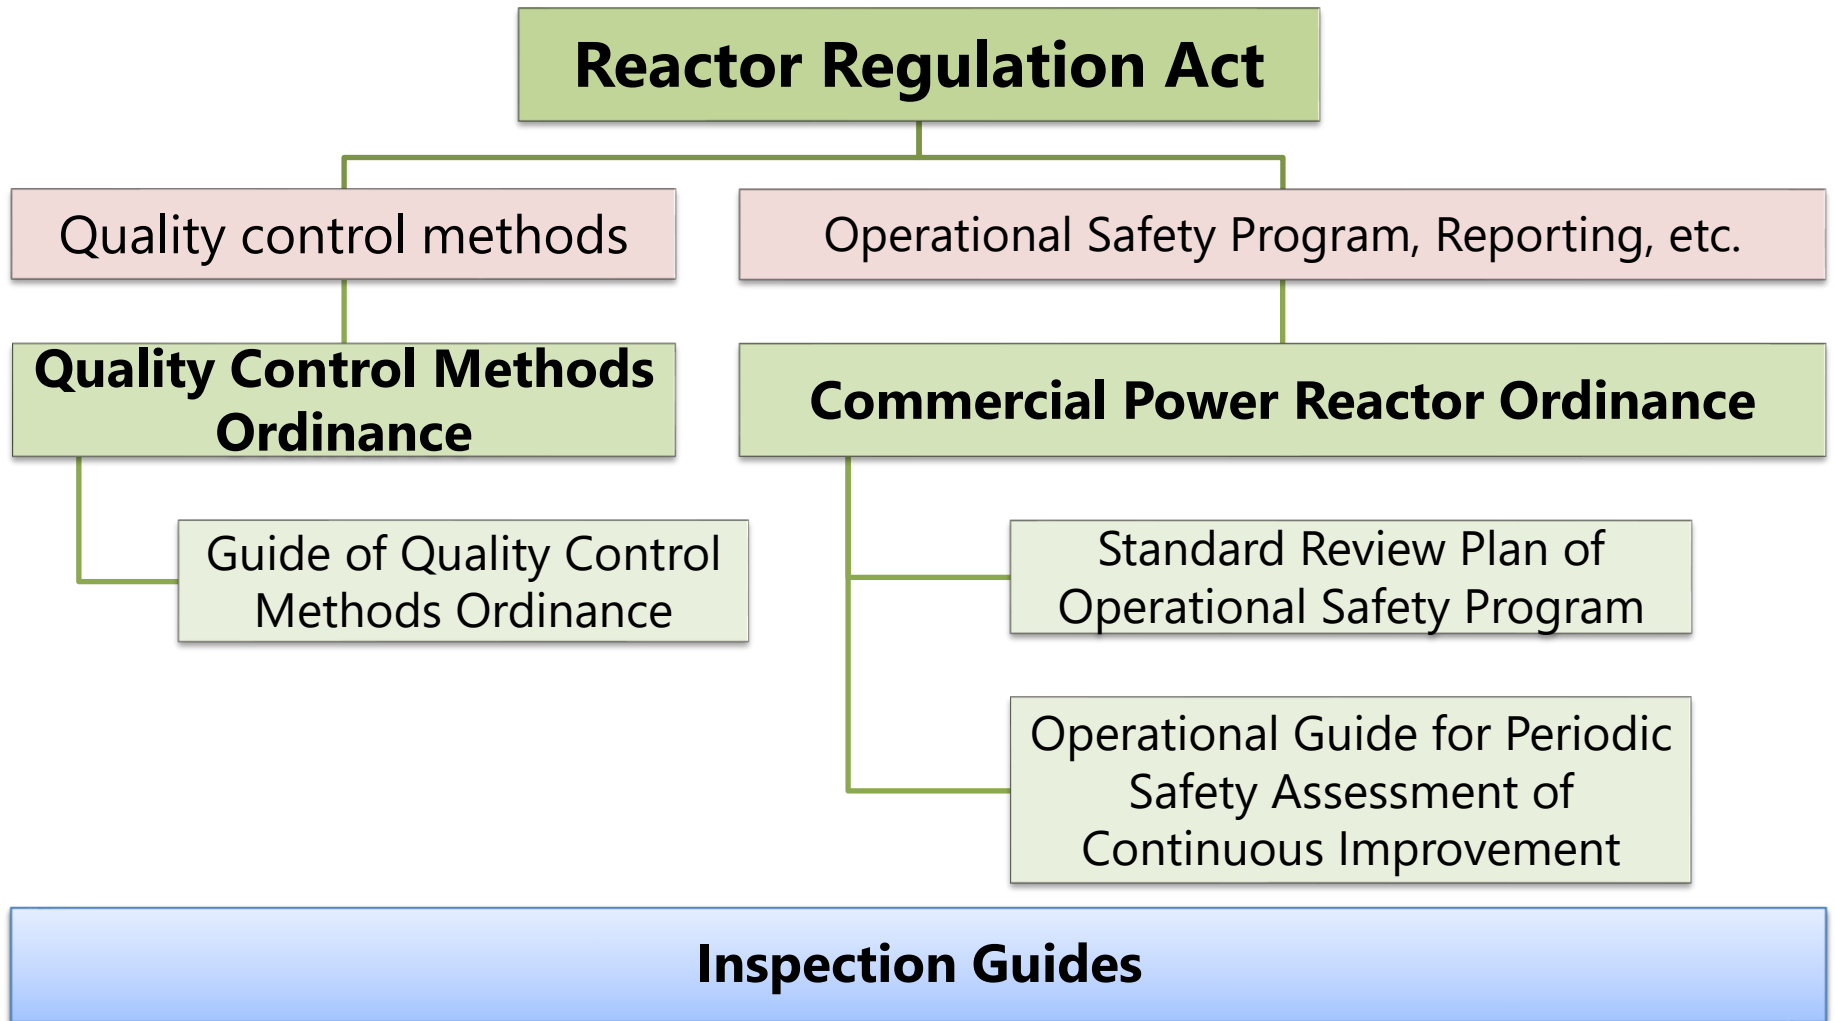 Reactor Regulation Act
Quality control methods
Operational Safety Program, Reporting, etc.
Quality Control Methods
Ordinance
Commercial Power Reactor Ordinance
Guide of Quality Control
Methods Ordinance
Standard Review Plan of
Operational Safety Program
Operational Guide for Periodic
Safety Assessment of
Continuous Improvement
Inspection Guides